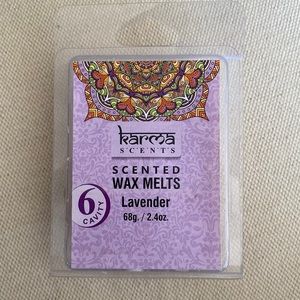 karma
SCENTS
SCENTED
WAX MELTS
Lavender
68g. / 2.4oz.
6
CAVITY